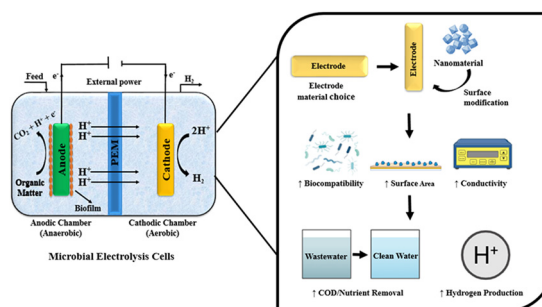 Feed
e⁻
External power
e⁻
H₂
CO₂ + H⁺ + e⁻
Organic
Matter
Anode
H⁺
H⁺
H⁺
H⁺
PEM
Cathode
2H⁺
H₂
Biofilm
Anodic Chamber
(Anaerobic)
Cathodic Chamber
(Aerobic)
Microbial Electrolysis Cells
Electrode
Electrode
material choice
Electrode
Nanomaterial
Surface
modification
↑ Biocompatibility
↑ Surface Area
↑ Conductivity
Wastewater
Clean Water
H⁺
↑ COD/Nutrient Removal
↑ Hydrogen Production